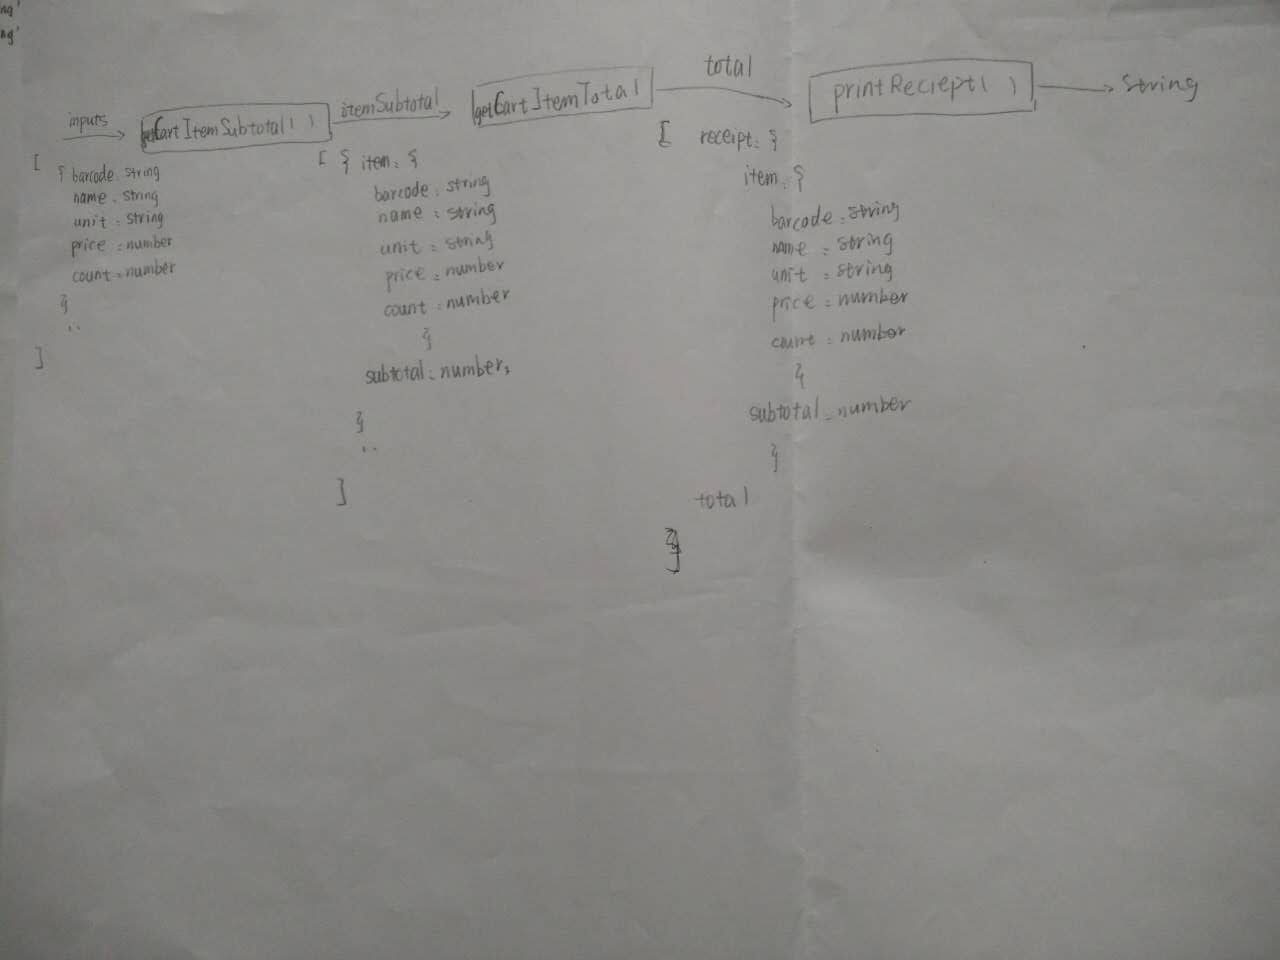 ng'
ng'
inputs
getCartItemSubtotal( )
itemSubtotal
getCartItemTotal
total
printReciept( )
String
[
{ barcode: string
name: string
unit: string
price: number
count: number
}
..
]
[ { item: {
barcode: string
name: string
unit: string
price: number
count: number
}
subtotal: number,
}
..
]
[ receipt: {
item: {
barcode: string
name: string
unit: string
price: number
count: number
}
subtotal: number
}
total
}
]